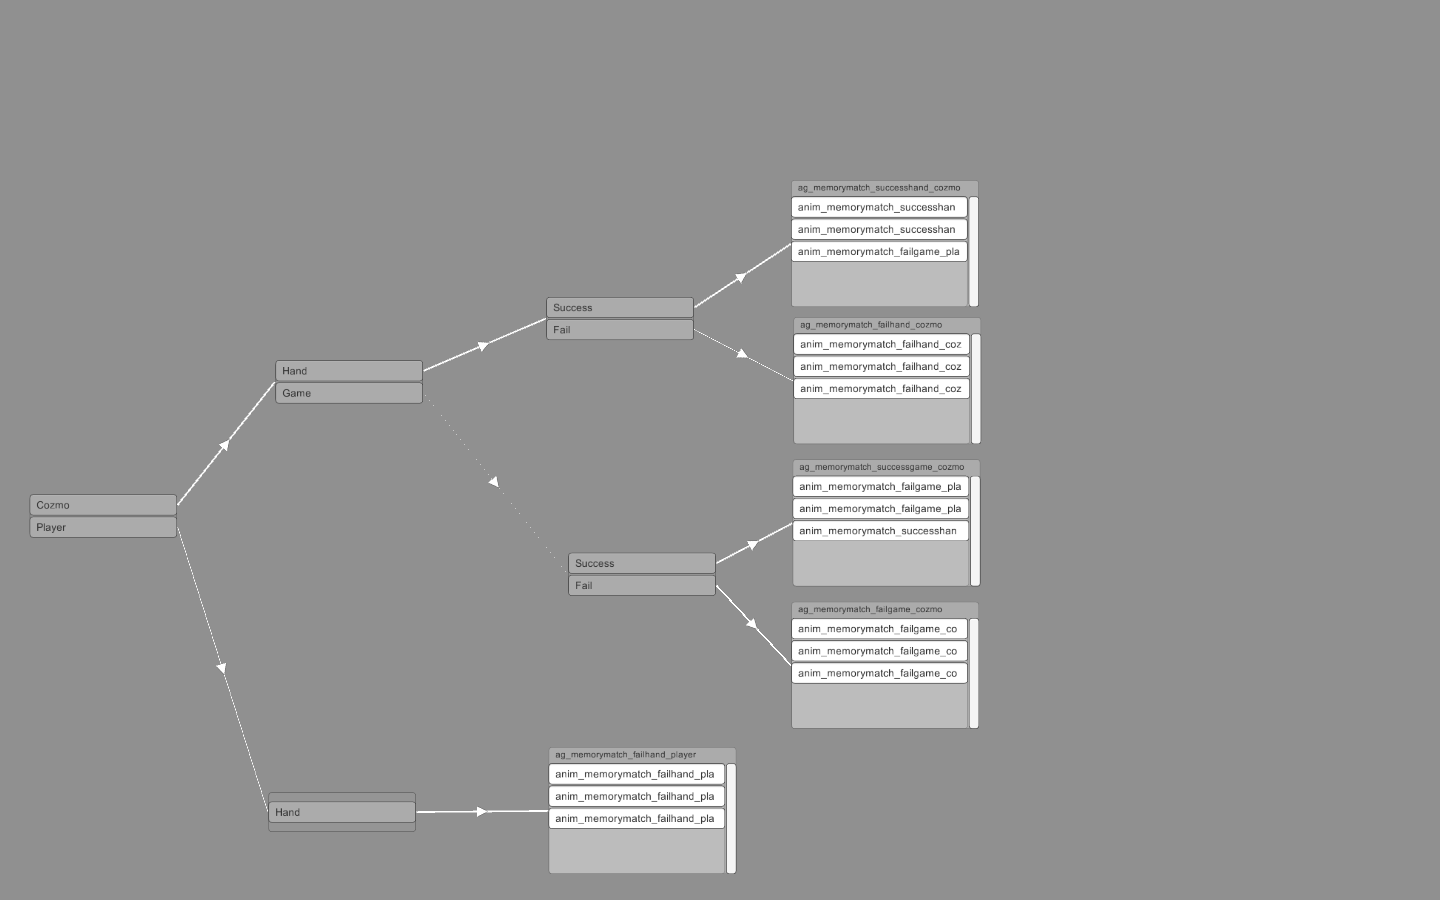 Cozmo
Player
Hand
Game
Success
Fail
ag_memorymatch_successhand_cozmo
anim_memorymatch_successhan
anim_memorymatch_successhan
anim_memorymatch_failgame_pla
ag_memorymatch_failhand_cozmo
anim_memorymatch_failhand_coz
anim_memorymatch_failhand_coz
anim_memorymatch_failhand_coz
Success
Fail
ag_memorymatch_successgame_cozmo
anim_memorymatch_failgame_pla
anim_memorymatch_failgame_pla
anim_memorymatch_successhan
ag_memorymatch_failgame_cozmo
anim_memorymatch_failgame_co
anim_memorymatch_failgame_co
anim_memorymatch_failgame_co
Hand
ag_memorymatch_failhand_player
anim_memorymatch_failhand_pla
anim_memorymatch_failhand_pla
anim_memorymatch_failhand_pla